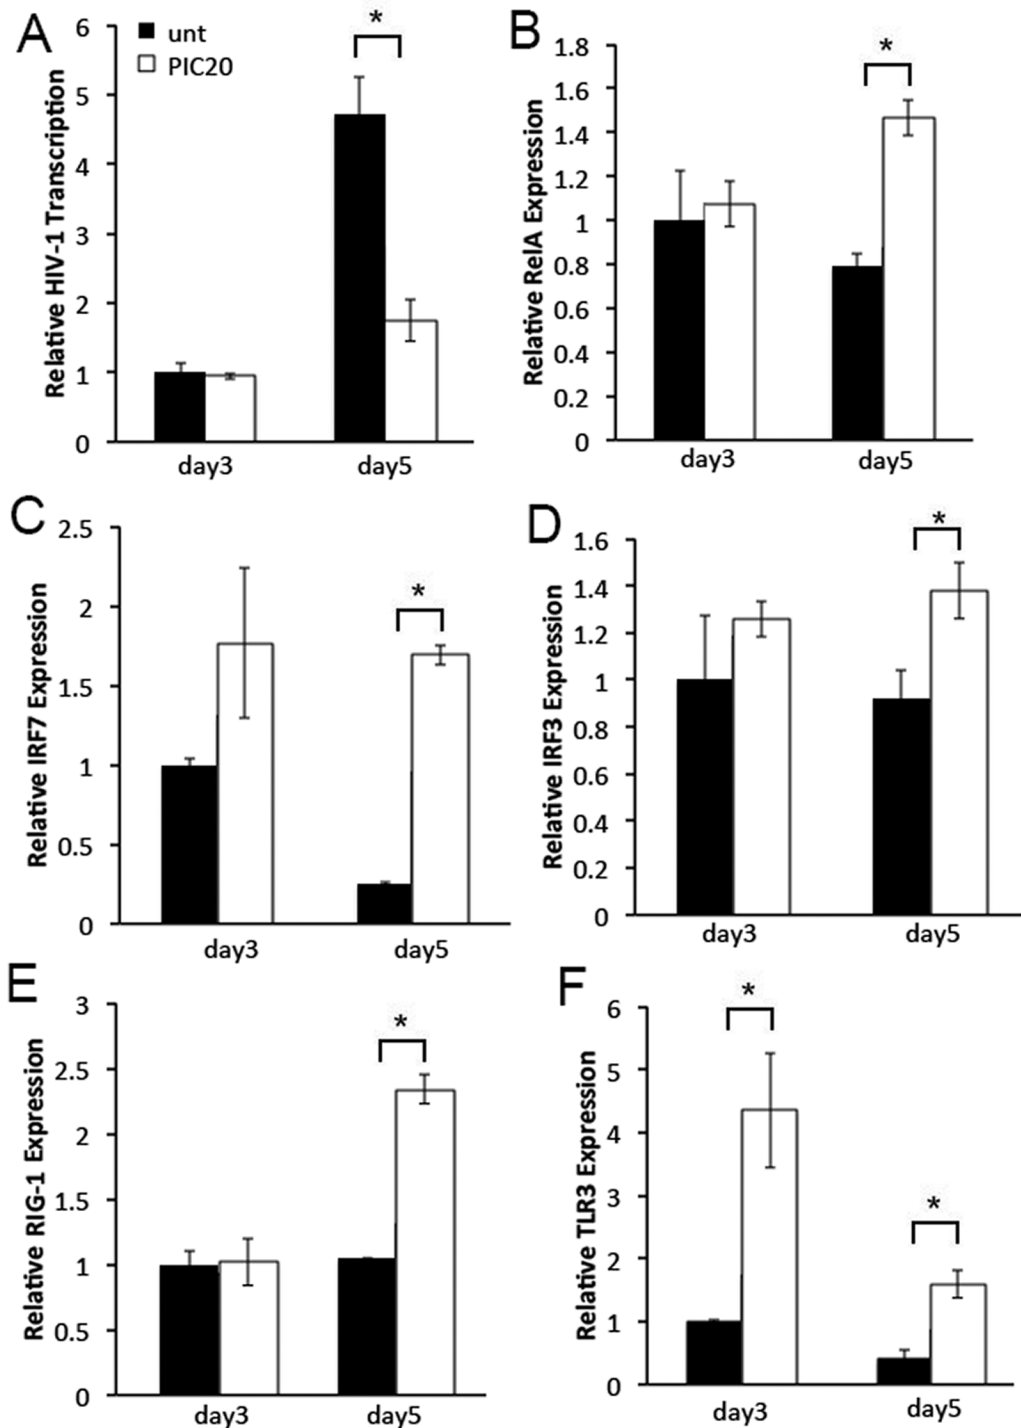 A
unt
PIC20
*
Relative HIV-1 Transcription
6
5
4
3
2
1
0
day3 day5
B
*
Relative RelA Expression
1.8
1.6
1.4
1.2
1
0.8
0.6
0.4
0.2
0
day3 day5
C
*
Relative IRF7 Expression
2.5
2
1.5
1
0.5
0
day3 day5
D
*
Relative IRF3 Expression
1.6
1.4
1.2
1
0.8
0.6
0.4
0.2
0
day3 day5
E
*
Relative RIG-1 Expression
3
2.5
2
1.5
1
0.5
0
day3 day5
F
*
*
Relative TLR3 Expression
6
5
4
3
2
1
0
day3 day5